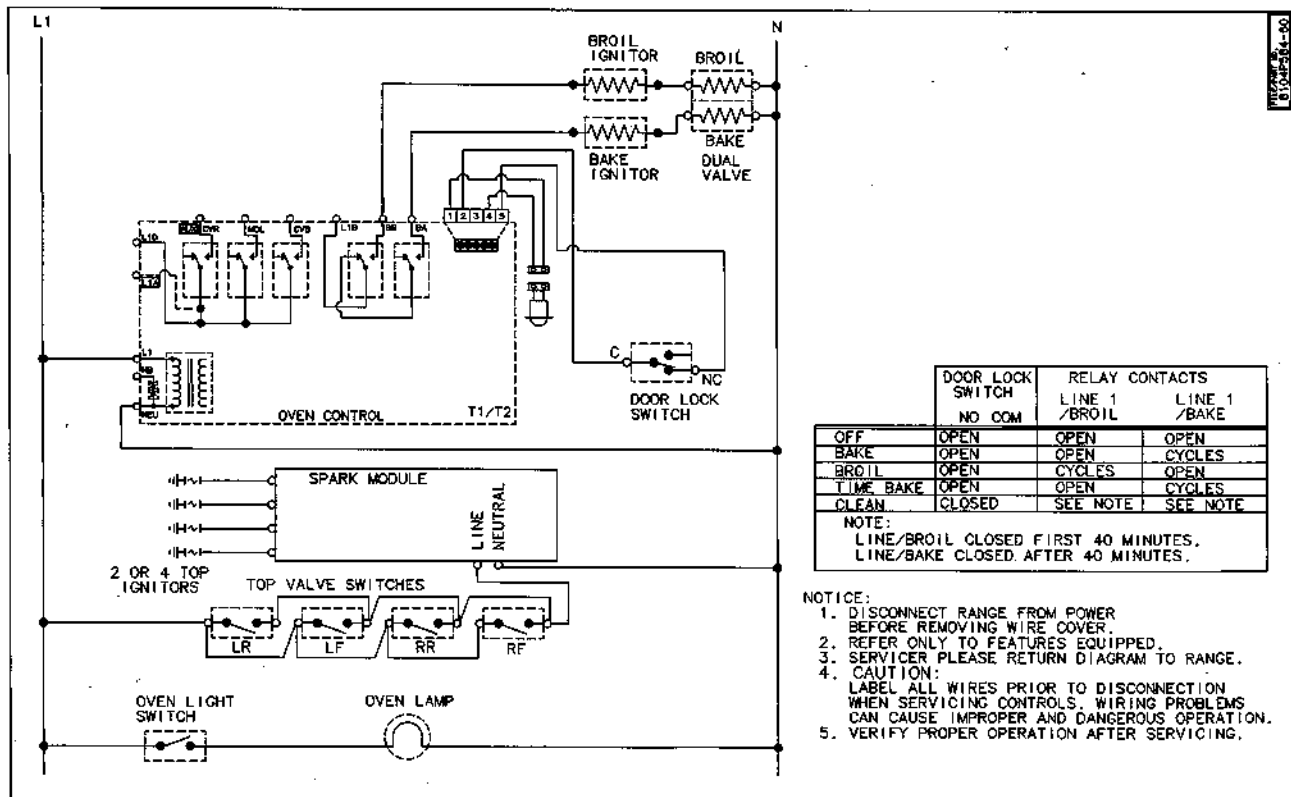 L1
N
8104P564-60
BROIL
IGNITOR
BROIL
BAKE
IGNITOR
BAKE
DUAL
VALVE
1 2 3 4 5
CVR
MDL
CVS
L1B
BR
BA
L1D
L1A
L1
NEU
OVEN CONTROL
T1/T2
C
NC
DOOR LOCK
SWITCH
SPARK MODULE
LINE
NEUTRAL
2 OR 4 TOP
IGNITORS
TOP VALVE SWITCHES
LR
LF
RR
RF
OVEN LIGHT
SWITCH
OVEN LAMP
DOOR LOCK
SWITCH
NO COM
RELAY CONTACTS
LINE 1
/BROIL
LINE 1
/BAKE
OFF OPEN OPEN OPEN
BAKE OPEN OPEN CYCLES
BROIL OPEN CYCLES OPEN
TIME BAKE OPEN OPEN CYCLES
CLEAN CLOSED SEE NOTE SEE NOTE
NOTE:
LINE/BROIL CLOSED FIRST 40 MINUTES.
LINE/BAKE CLOSED AFTER 40 MINUTES.
NOTICE:
1. DISCONNECT RANGE FROM POWER
BEFORE REMOVING WIRE COVER.
2. REFER ONLY TO FEATURES EQUIPPED.
3. SERVICER PLEASE RETURN DIAGRAM TO RANGE.
4. CAUTION:
LABEL ALL WIRES PRIOR TO DISCONNECTION
WHEN SERVICING CONTROLS. WIRING PROBLEMS
CAN CAUSE IMPROPER AND DANGEROUS OPERATION.
5. VERIFY PROPER OPERATION AFTER SERVICING.